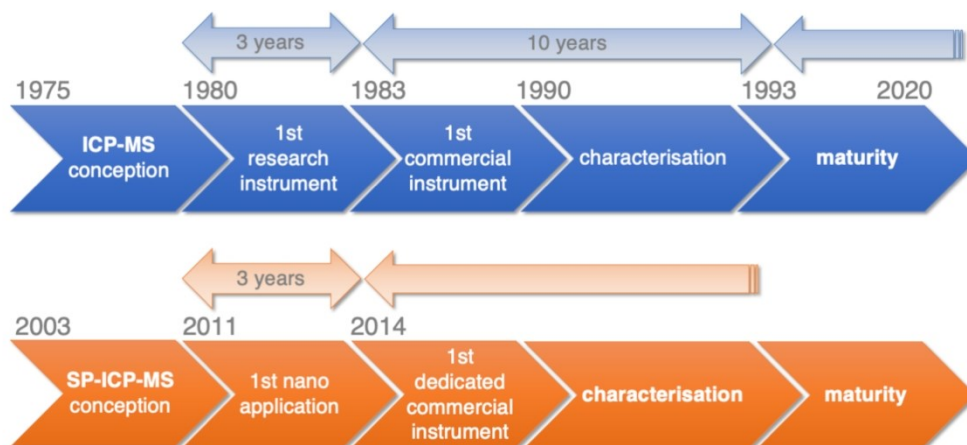 3 years
10 years
1975
1980
1983
1990
1993
2020
ICP-MS
conception
1st
research
instrument
1st
commercial
instrument
characterisation
maturity
3 years
2003
2011
2014
SP-ICP-MS
conception
1st nano
application
1st
dedicated
commercial
instrument
characterisation
maturity